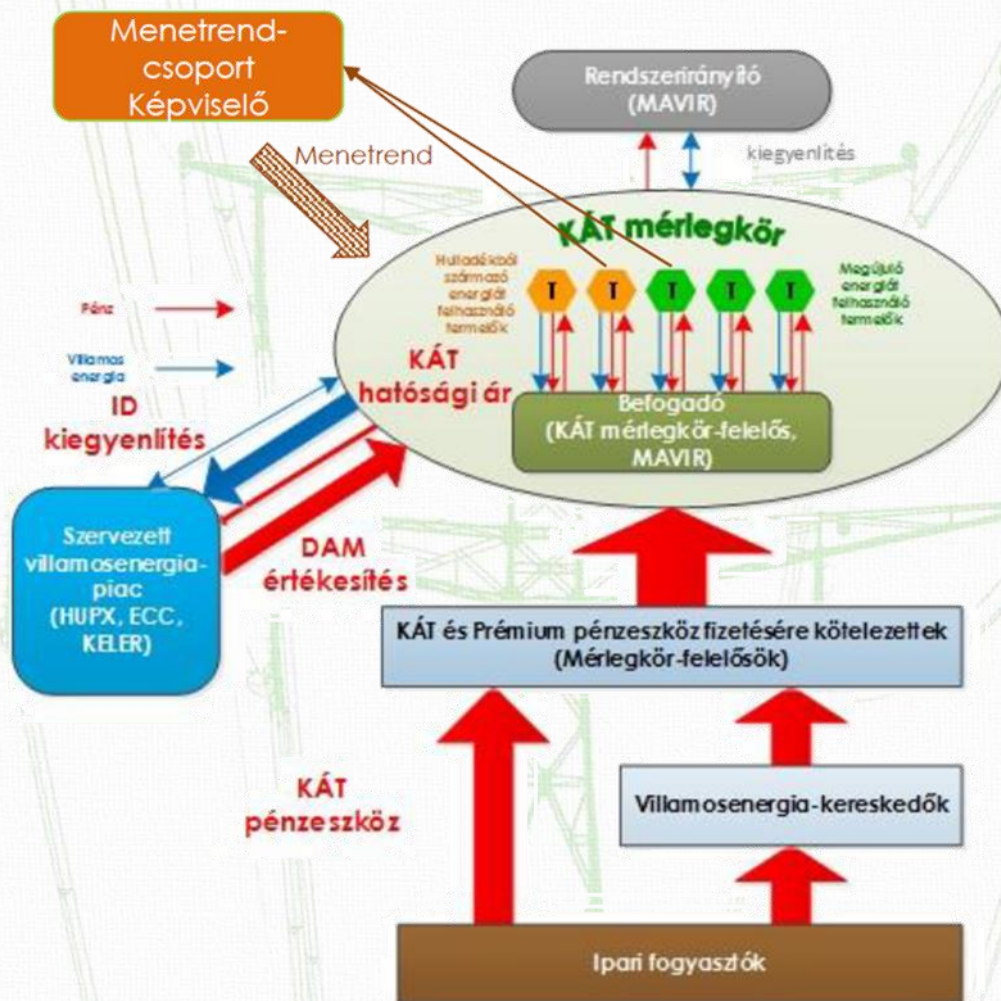 Menetrend-
csoport
Képviselő
Rendszerirányító
(MAVIR)
Menetrend
kiegyenlítés
KÁT mérlegkör
Hulladékból
származó
energiát
felhasználó
termelők
T
T
T
T
T
Megújuló
energiát
felhasználó
termelők
Pénz
Villamos
energia
KÁT
hatósági ár
Befogadó
(KÁT mérlegkör-felelős,
MAVIR)
ID
kiegyenlítés
Szervezett
villamosenergia-
piac
(HUPX, ECC,
KELER)
DAM
értékesítés
KÁT és Prémium pénzeszköz fizetésére kötelezettek
(Mérlegkör-felelősök)
KÁT
pénzeszköz
Villamosenergia-kereskedők
Ipari fogyasztók